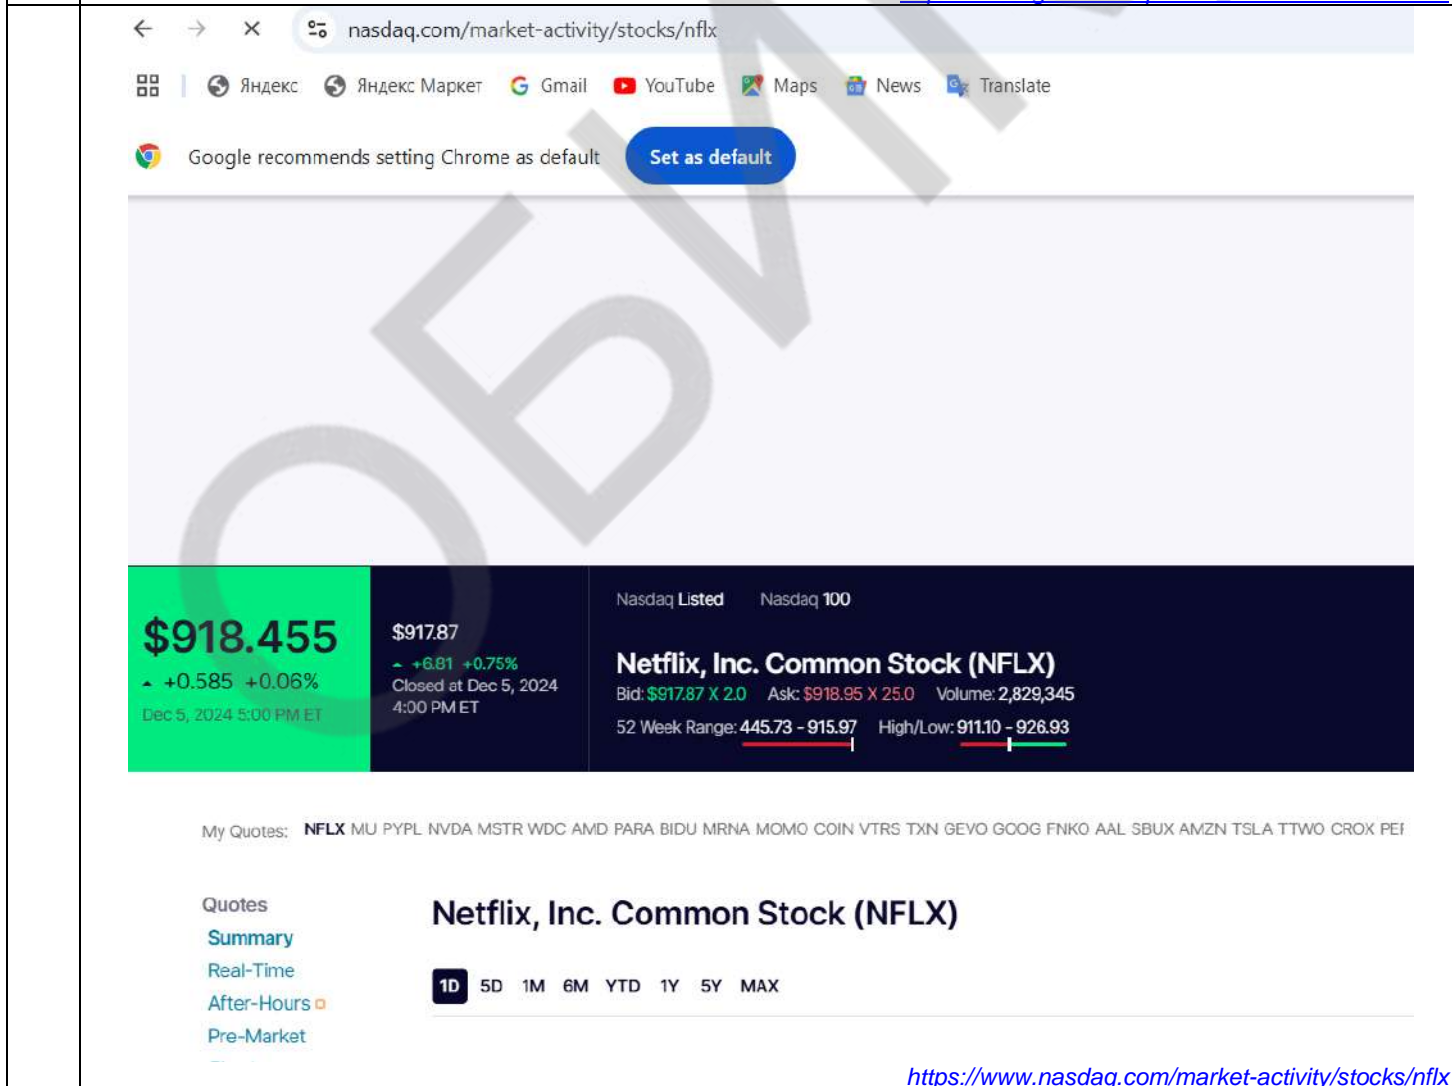 nasdaq.com/market-activity/stocks/nflx
Яндекс Яндекс Маркет Gmail YouTube Maps News Translate
Google recommends setting Chrome as default Set as default
$918.455
+0.585 +0.06%
Dec 5, 2024 5:00 PM ET
$917.87
+6.81 +0.75%
Closed at Dec 5, 2024
4:00 PM ET
Nasdaq Listed Nasdaq 100
Netflix, Inc. Common Stock (NFLX)
Bid: $917.87 X 2.0 Ask: $918.95 X 25.0 Volume: 2,829,345
52 Week Range: 445.73 - 915.97 High/Low: 911.10 - 926.93
My Quotes: NFLX MU PYPL NVDA MSTR WDC AMD PARA BIDU MRNA MOMO COIN VTRS TXN GEVO GOOG FNKO AAL SBUX AMZN TSLA TTWO CROX
Quotes
Summary
Real-Time
After-Hours
Pre-Market
Netflix, Inc. Common Stock (NFLX)
1D 5D 1M 6M YTD 1Y 5Y MAX
https://www.nasdaq.com/market-activity/stocks/nflx